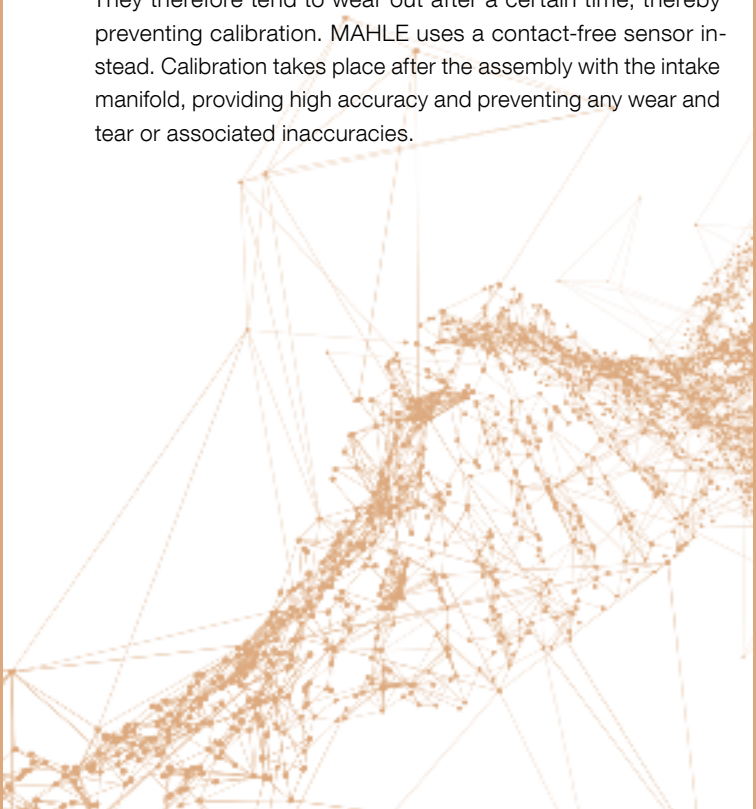 They therefore tend to wear out after a certain time, thereby
preventing calibration. MAHLE uses a contact-free sensor in-
stead. Calibration takes place after the assembly with the intake
manifold, providing high accuracy and preventing any wear and
tear or associated inaccuracies.